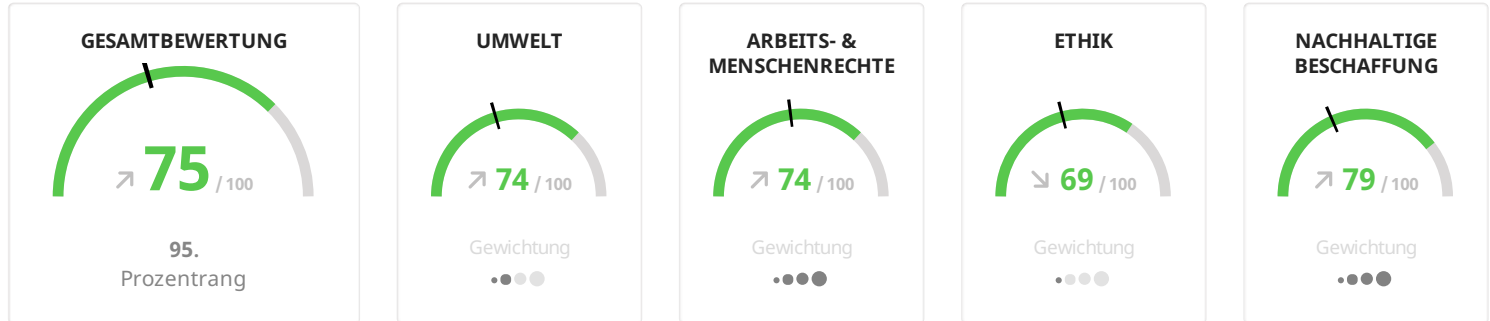 GESAMTBEWERTUNG
75 / 100
95.
Prozentrang
UMWELT
74 / 100
Gewichtung
ARBEITS- &
MENSCHENRECHTE
74 / 100
Gewichtung
ETHIK
69 / 100
Gewichtung
NACHHALTIGE
BESCHAFFUNG
79 / 100
Gewichtung